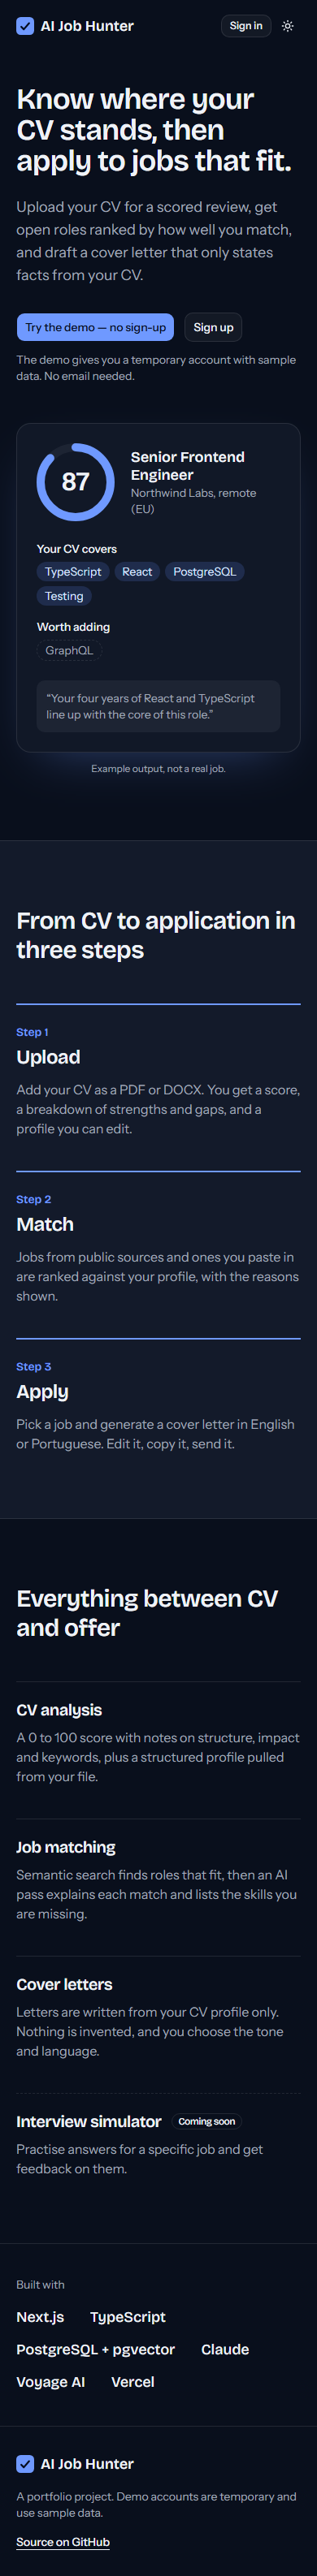 AI Job Hunter
Sign in
Know where your
CV stands, then
apply to jobs that fit.
Upload your CV for a scored review, get
open roles ranked by how well you match,
and draft a cover letter that only states
facts from your CV.
Try the demo — no sign-up
Sign up
The demo gives you a temporary account with sample
data. No email needed.
87
Senior Frontend
Engineer
Northwind Labs, remote
(EU)
Your CV covers
TypeScript
React
PostgreSQL
Testing
Worth adding
GraphQL
“Your four years of React and TypeScript
line up with the core of this role.”
Example output, not a real job.
From CV to application in
three steps
Step 1
Upload
Add your CV as a PDF or DOCX. You get a score,
a breakdown of strengths and gaps, and a
profile you can edit.
Step 2
Match
Jobs from public sources and ones you paste in
are ranked against your profile, with the reasons
shown.
Step 3
Apply
Pick a job and generate a cover letter in English
or Portuguese. Edit it, copy it, send it.
Everything between CV
and offer
CV analysis
A 0 to 100 score with notes on structure, impact
and keywords, plus a structured profile pulled
from your file.
Job matching
Semantic search finds roles that fit, then an AI
pass explains each match and lists the skills you
are missing.
Cover letters
Letters are written from your CV profile only.
Nothing is invented, and you choose the tone
and language.
Interview simulator
Coming soon
Practise answers for a specific job and get
feedback on them.
Built with
Next.js TypeScript
PostgreSQL + pgvector Claude
Voyage AI Vercel
AI Job Hunter
A portfolio project. Demo accounts are temporary and
use sample data.
Source on GitHub